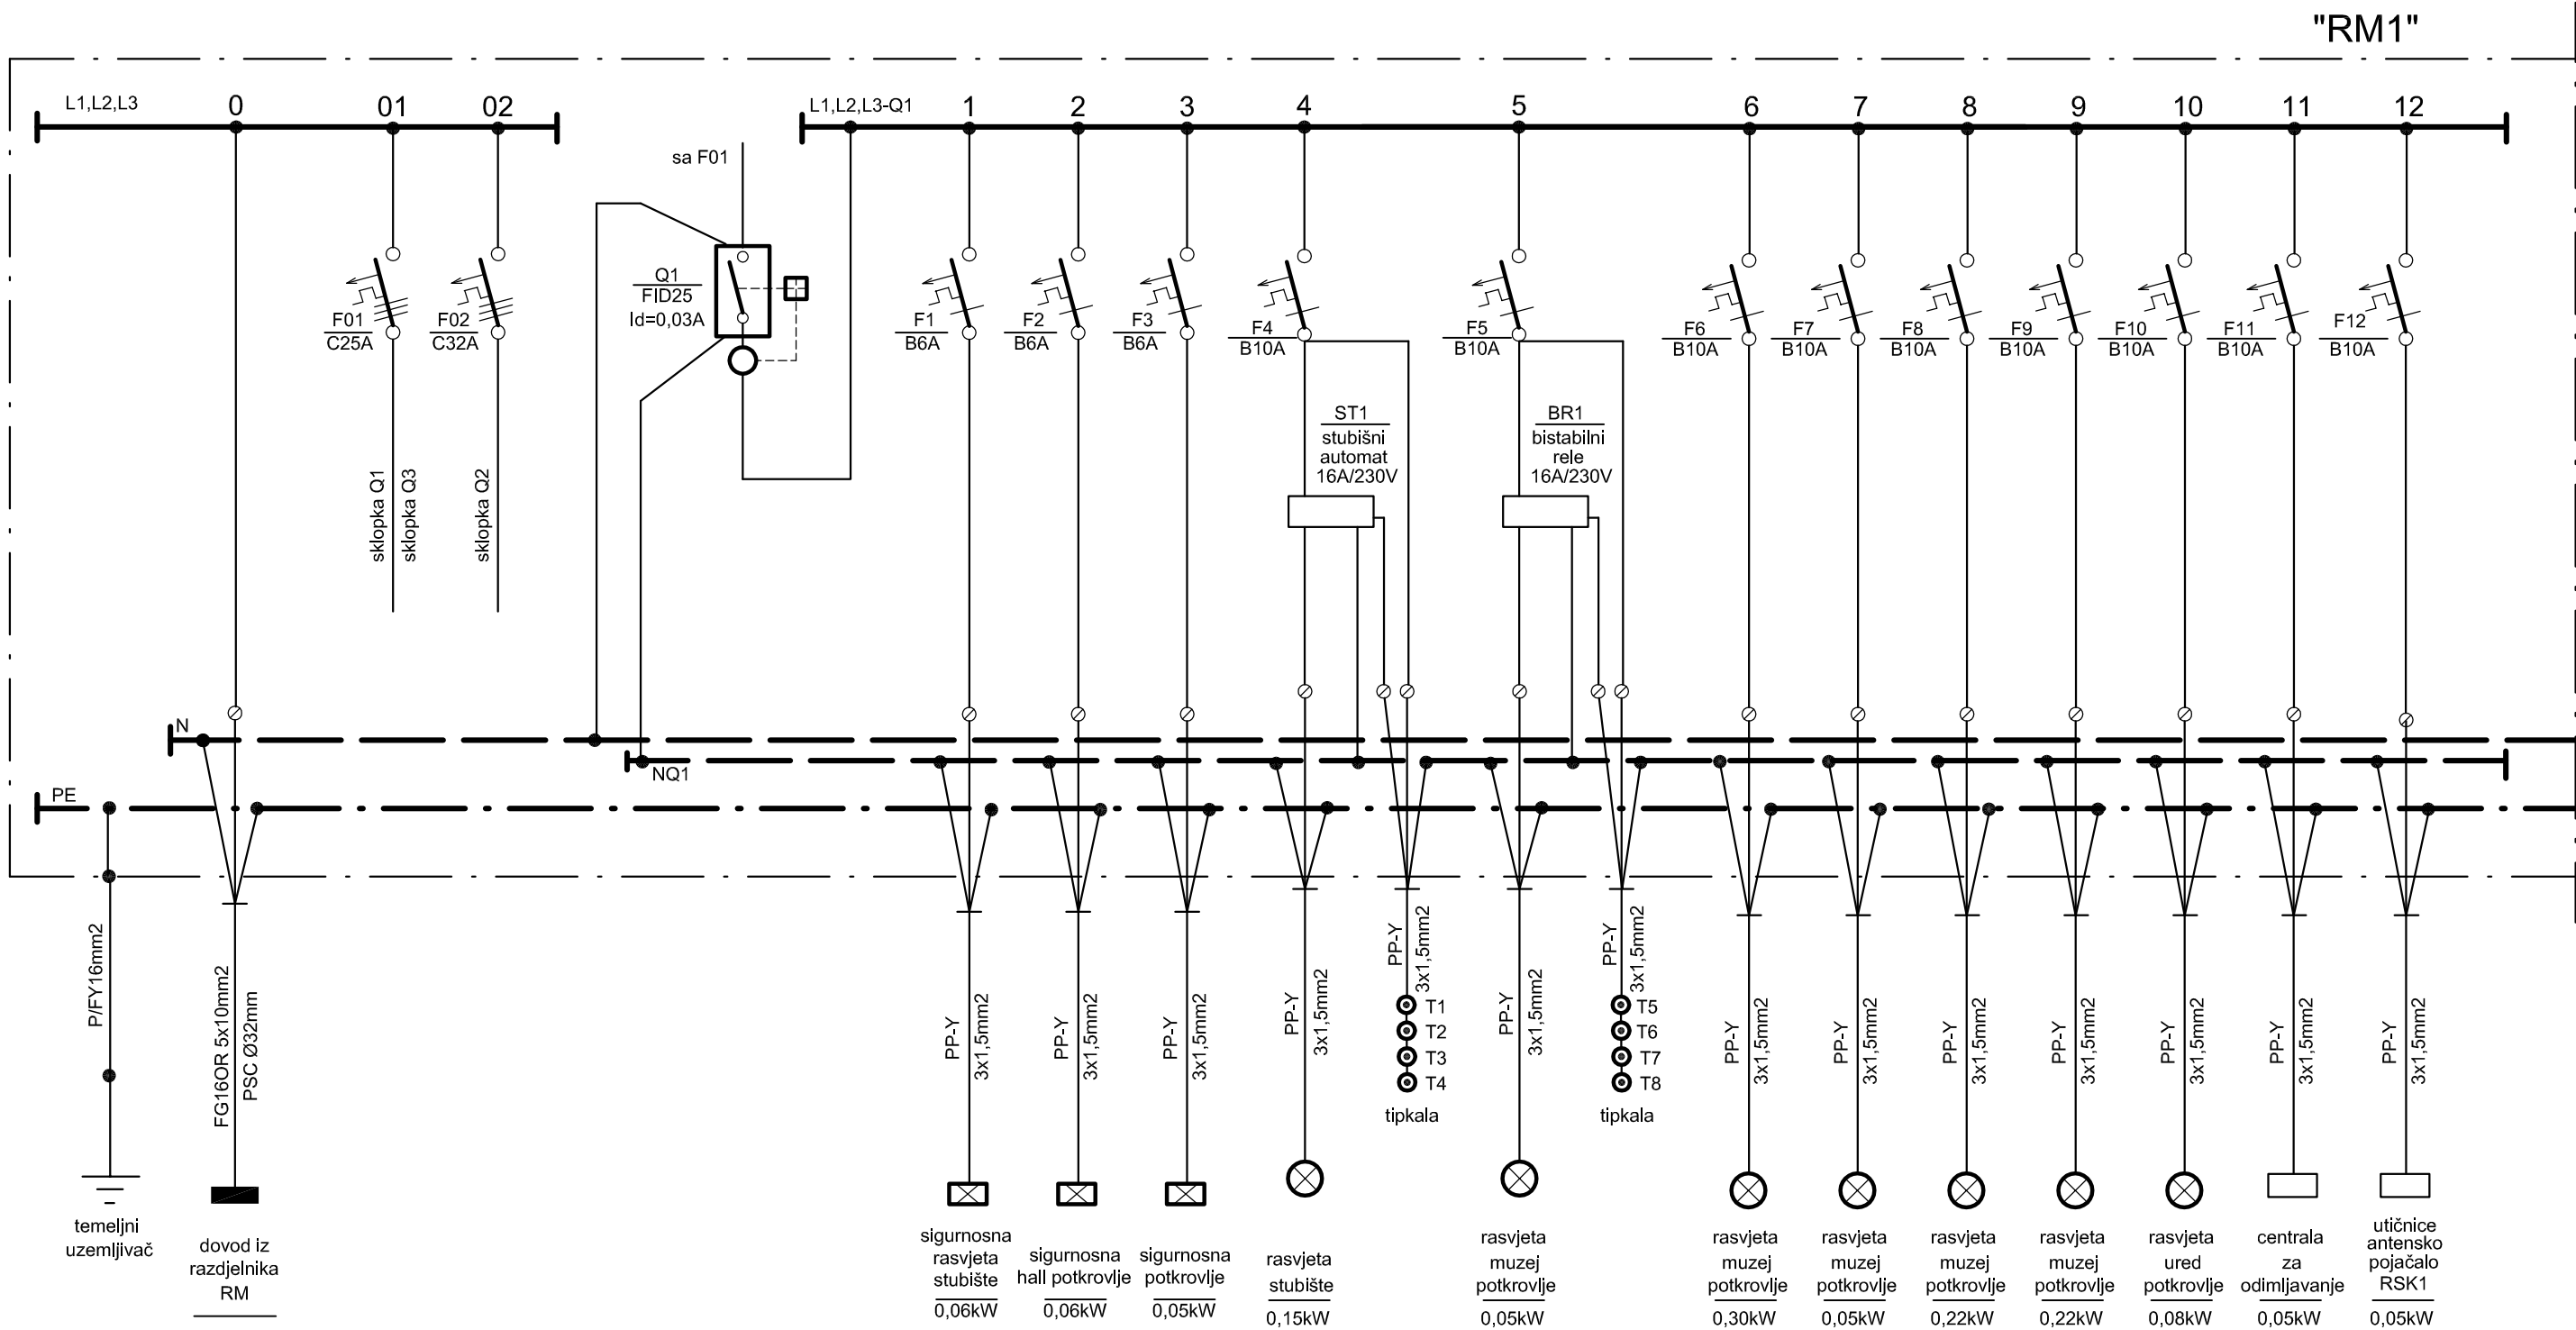 "RM1"
L1,L2,L3
0
01
02
L1,L2,L3-Q1
1
2
3
4
5
6
7
8
9
10
11
12
sa F01
Q1
FID25
Id=0,03A
F01
C25A
F02
C32A
F1
B6A
F2
B6A
F3
B6A
F4
B10A
F5
B10A
F6
B10A
F7
B10A
F8
B10A
F9
B10A
F10
B10A
F11
B10A
F12
B10A
ST1
stubišni
automat
16A/230V
BR1
bistabilni
rele
16A/230V
sklopka Q1
sklopka Q3
sklopka Q2
N
NQ1
PE
P/FY16mm2
FG16OR 5x10mm2
PSC Ø32mm
PP-Y
3x1,5mm2
PP-Y
3x1,5mm2
PP-Y
3x1,5mm2
PP-Y
3x1,5mm2
PP-Y
3x1,5mm2
T1
T2
T3
T4
tipkala
PP-Y
3x1,5mm2
PP-Y
3x1,5mm2
T5
T6
T7
T8
tipkala
PP-Y
3x1,5mm2
PP-Y
3x1,5mm2
PP-Y
3x1,5mm2
PP-Y
3x1,5mm2
PP-Y
3x1,5mm2
PP-Y
3x1,5mm2
PP-Y
3x1,5mm2
temeljni
uzemljivač
dovod iz
razdjelnika
RM
sigurnosna
rasvjeta
stubište
0,06kW
sigurnosna
hall potkrovlje
0,06kW
sigurnosna
potkrovlje
0,05kW
rasvjeta
stubište
0,15kW
rasvjeta
muzej
potkrovlje
0,05kW
rasvjeta
muzej
potkrovlje
0,30kW
rasvjeta
muzej
potkrovlje
0,05kW
rasvjeta
muzej
potkrovlje
0,22kW
rasvjeta
muzej
potkrovlje
0,22kW
rasvjeta
ured
potkrovlje
0,08kW
centrala
za
odimljavanje
0,05kW
utičnice
antensko
pojačalo
RSK1
0,05kW